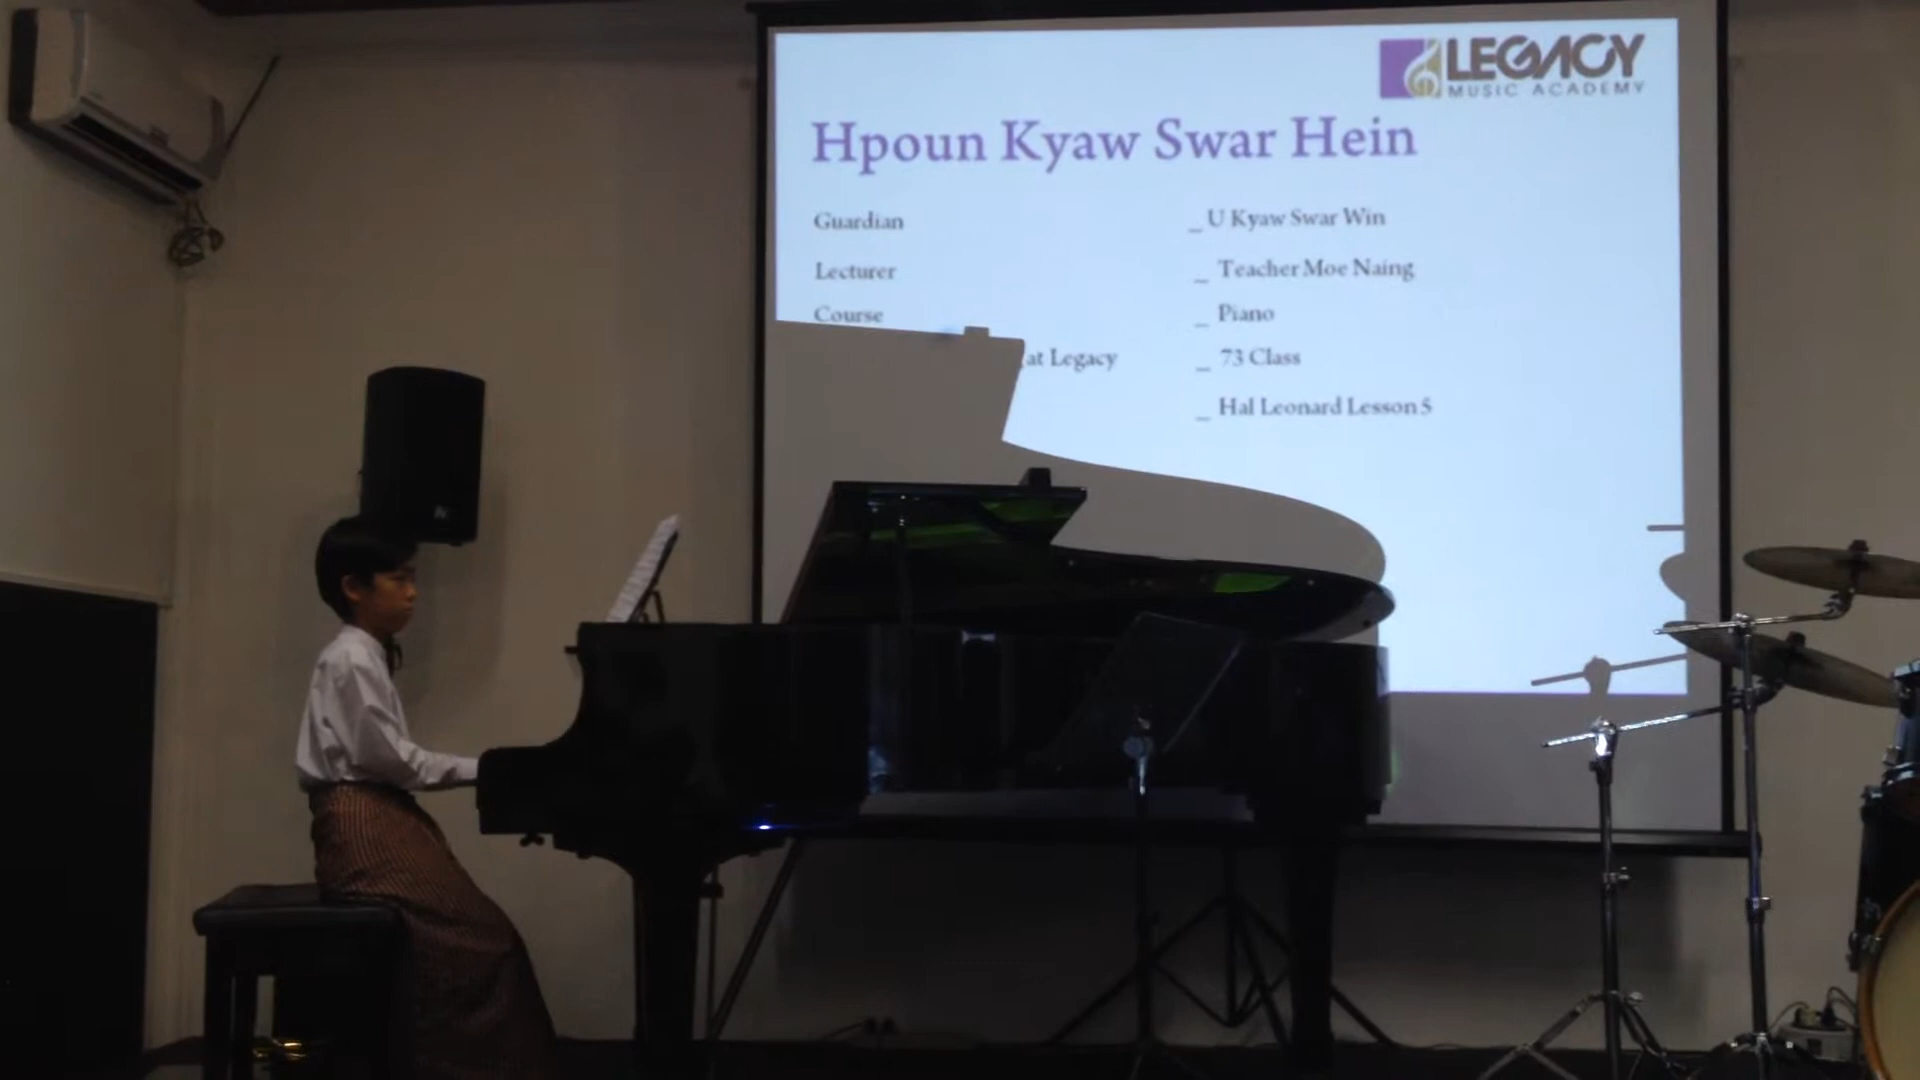 LEGACY
MUSIC ACADEMY
Hpoun Kyaw Swar Hein
Guardian _ U Kyaw Swar Win
Lecturer _ Teacher Moe Naing
Course _ Piano
at Legacy _ 73 Class
_ Hal Leonard Lesson 5